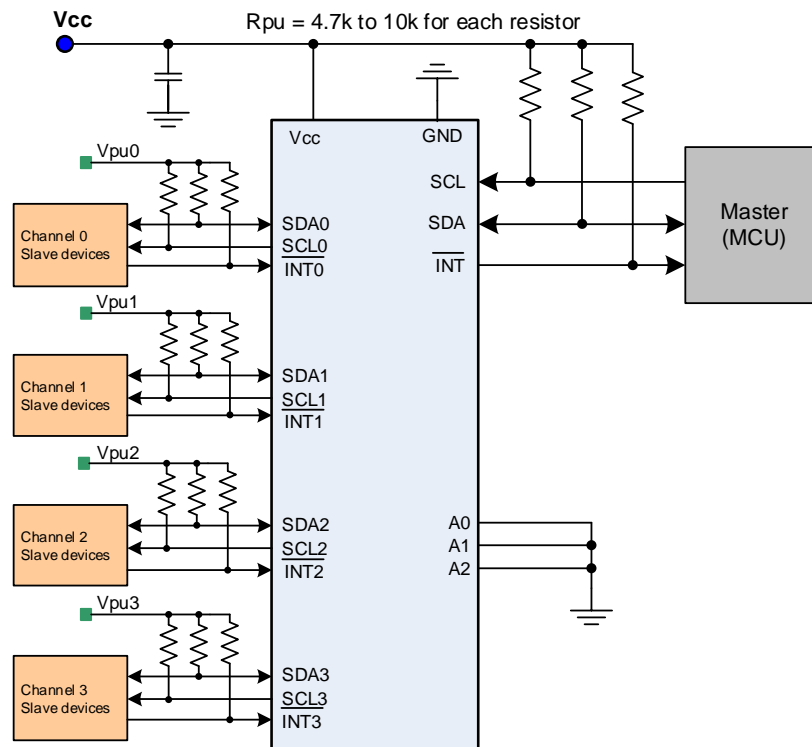 Vcc
Rpu = 4.7k to 10k for each resistor
Vcc
GND
SCL
SDA
INT
Master
(MCU)
Vpu0
Channel 0
Slave devices
SDA0
SCL0
INT0
Vpu1
Channel 1
Slave devices
SDA1
SCL1
INT1
Vpu2
Channel 2
Slave devices
SDA2
SCL2
INT2
A0
A1
A2
Vpu3
Channel 3
Slave devices
SDA3
SCL3
INT3